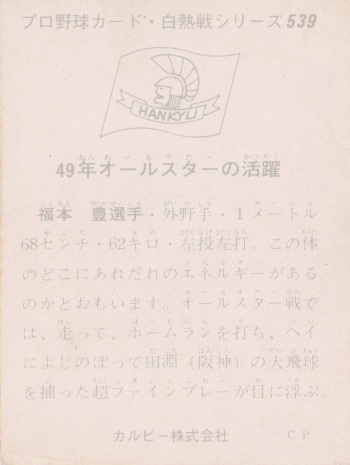 プロ野球カード・白熱戦シリーズ539
HANKYU
49年オールスターの活躍
福本 豊選手・外野手・1メートル
68センチ・62キロ・左投左打。この体
のどこにあれだれのエネルギーがある
のかとおもいます。オールスター戦で
は、走って、ホームランを打ち、ヘイ
によじのぼって田淵(阪神)の大飛球
を捕った超ファインプレーが目に浮ぶ。
カルビー株式会社 CP